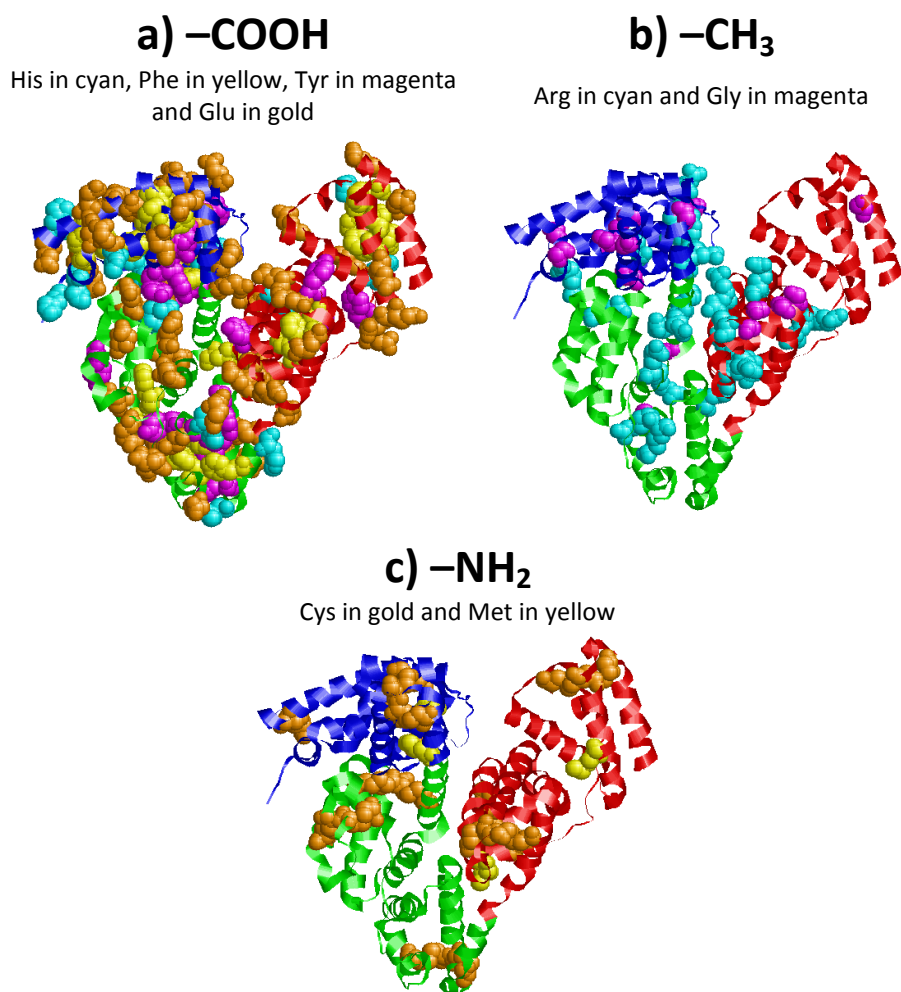 a) –COOH
His in cyan, Phe in yellow, Tyr in magenta
and Glu in gold
b) –CH₃
Arg in cyan and Gly in magenta
c) –NH₂
Cys in gold and Met in yellow